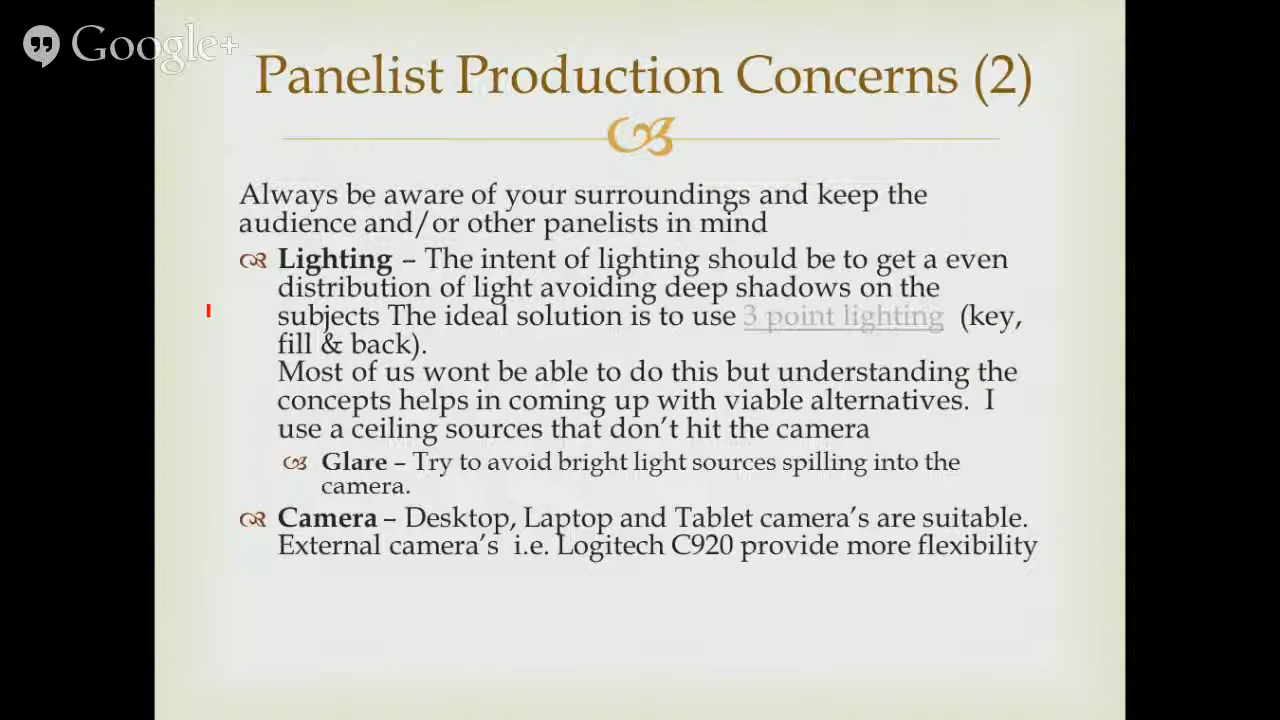 Google+
Panelist Production Concerns (2)
Always be aware of your surroundings and keep the
audience and/or other panelists in mind
Lighting – The intent of lighting should be to get a even
distribution of light avoiding deep shadows on the
subjects The ideal solution is to use 3 point lighting (key,
fill & back).
Most of us wont be able to do this but understanding the
concepts helps in coming up with viable alternatives. I
use a ceiling sources that don’t hit the camera
Glare – Try to avoid bright light sources spilling into the
camera.
Camera – Desktop, Laptop and Tablet camera’s are suitable.
External camera’s i.e. Logitech C920 provide more flexibility